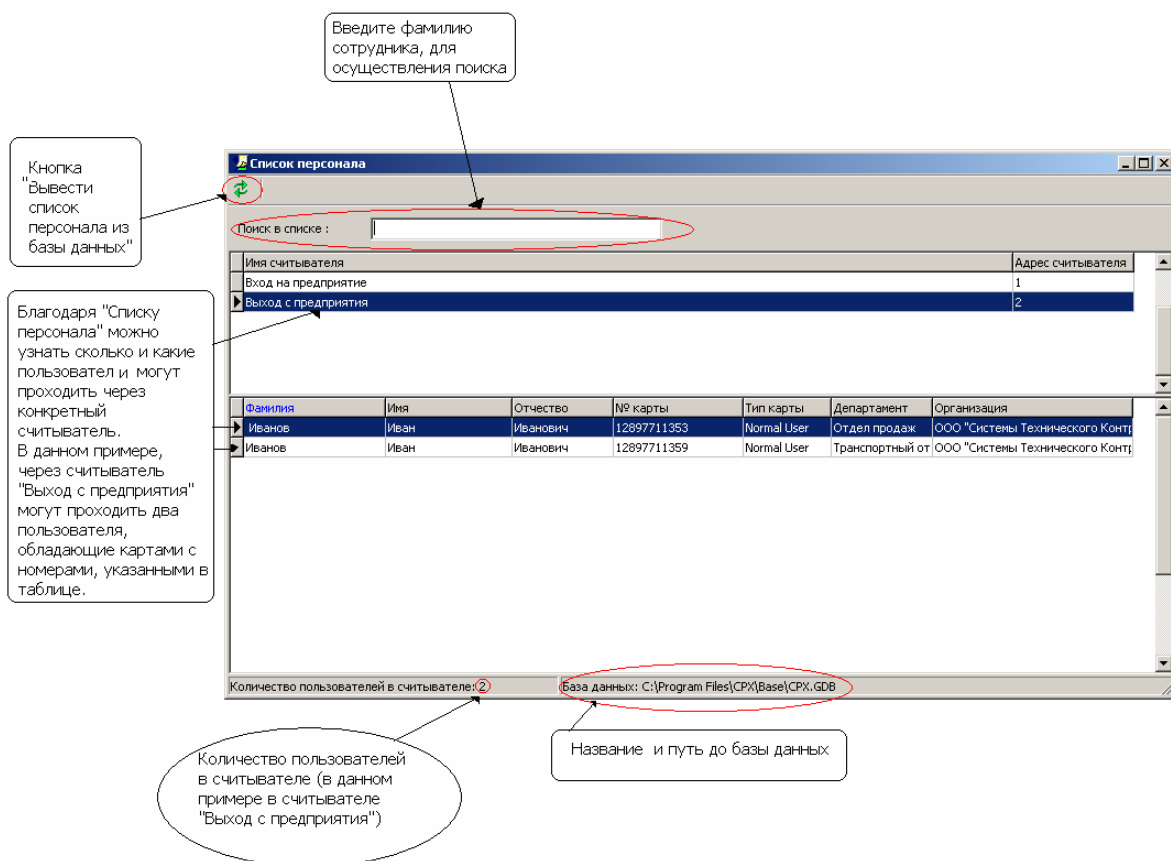 Введите фамилию
сотрудника, для
осуществления поиска
Кнопка
"Вывести
список
персонала из
базы данных"
Список персонала
Поиск в списке :
Имя считывателя Адрес считывателя
Вход на предприятие 1
Выход с предприятия 2
Благодаря "Списку
персонала" можно
узнать сколько и какие
пользовател и могут
проходить через
конкретный
считыватель.
В данном примере,
через считыватель
"Выход с предприятия"
могут проходить два
пользователя,
обладающие картами с
номерами, указанными в
таблице.
Фамилия Имя Отчество № карты Тип карты Департамент Организация
Иванов Иван Иванович 12897711353 Normal User Отдел продаж ООО "Системы Технического Контр
Иванов Иван Иванович 12897711359 Normal User Транспортный от ООО "Системы Технического Контр
Количество пользователей в считывателе: 2 База данных: C:\Program Files\CPX\Base\CPX.GDB
Количество пользователей
в считывателе (в данном
примере в считывателе
"Выход с предприятия")
Название и путь до базы данных